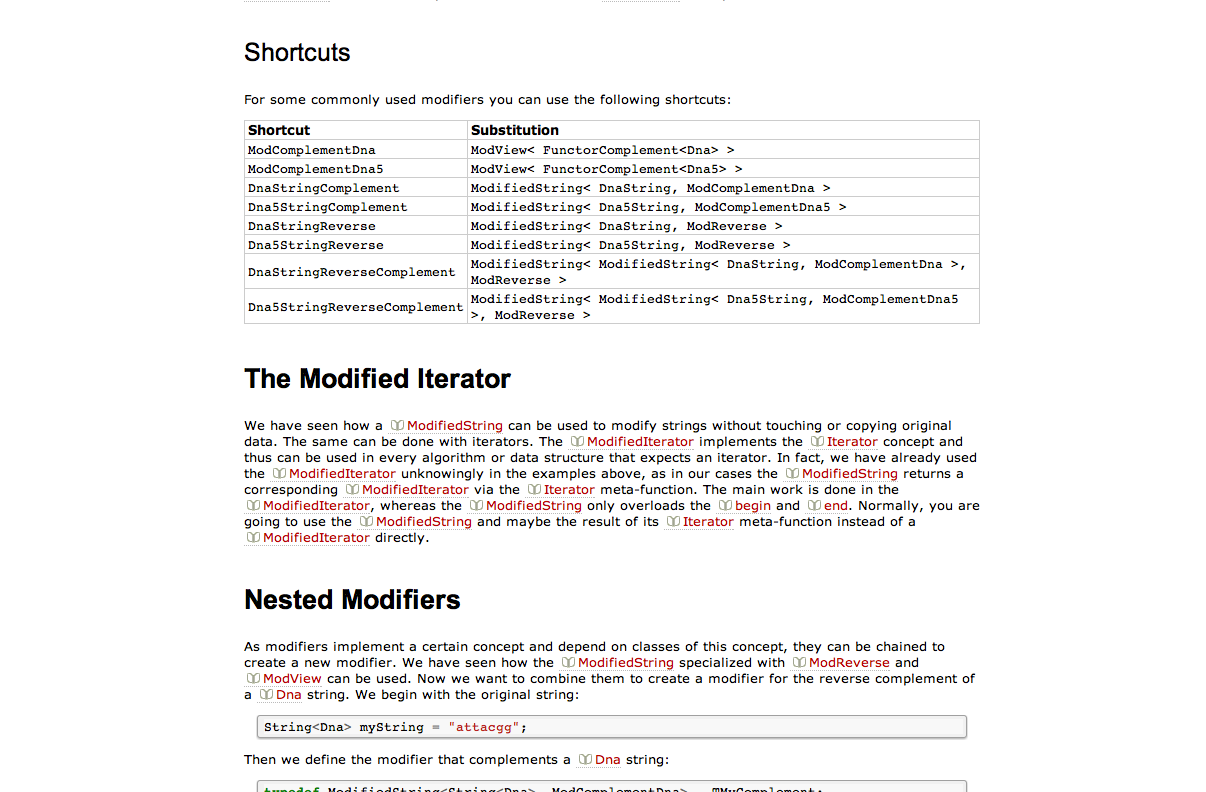 Shortcuts
For some commonly used modifiers you can use the following shortcuts:
Shortcut Substitution
ModComplementDna ModView< FunctorComplement<Dna> >
ModComplementDna5 ModView< FunctorComplement<Dna5> >
DnaStringComplement ModifiedString< DnaString, ModComplementDna >
Dna5StringComplement ModifiedString< Dna5String, ModComplementDna5 >
DnaStringReverse ModifiedString< DnaString, ModReverse >
Dna5StringReverse ModifiedString< Dna5String, ModReverse >
DnaStringReverseComplement ModifiedString< ModifiedString< DnaString, ModComplementDna >,
ModReverse >
Dna5StringReverseComplement ModifiedString< ModifiedString< Dna5String, ModComplementDna5
>, ModReverse >
The Modified Iterator
We have seen how a ModifiedString can be used to modify strings without touching or copying original
data. The same can be done with iterators. The ModifiedIterator implements the Iterator concept and
thus can be used in every algorithm or data structure that expects an iterator. In fact, we have already used
the ModifiedIterator unknowingly in the examples above, as in our cases the ModifiedString returns a
corresponding ModifiedIterator via the Iterator meta-function. The main work is done in the
ModifiedIterator, whereas the ModifiedString only overloads the begin and end. Normally, you are
going to use the ModifiedString and maybe the result of its Iterator meta-function instead of a
ModifiedIterator directly.
Nested Modifiers
As modifiers implement a certain concept and depend on classes of this concept, they can be chained to
create a new modifier. We have seen how the ModifiedString specialized with ModReverse and
ModView can be used. Now we want to combine them to create a modifier for the reverse complement of
a Dna string. We begin with the original string:
String<Dna> myString = "attacgg";
Then we define the modifier that complements a Dna string:
typedef ModifiedString<String<Dna>, ModComplementDna> TMyComplement;